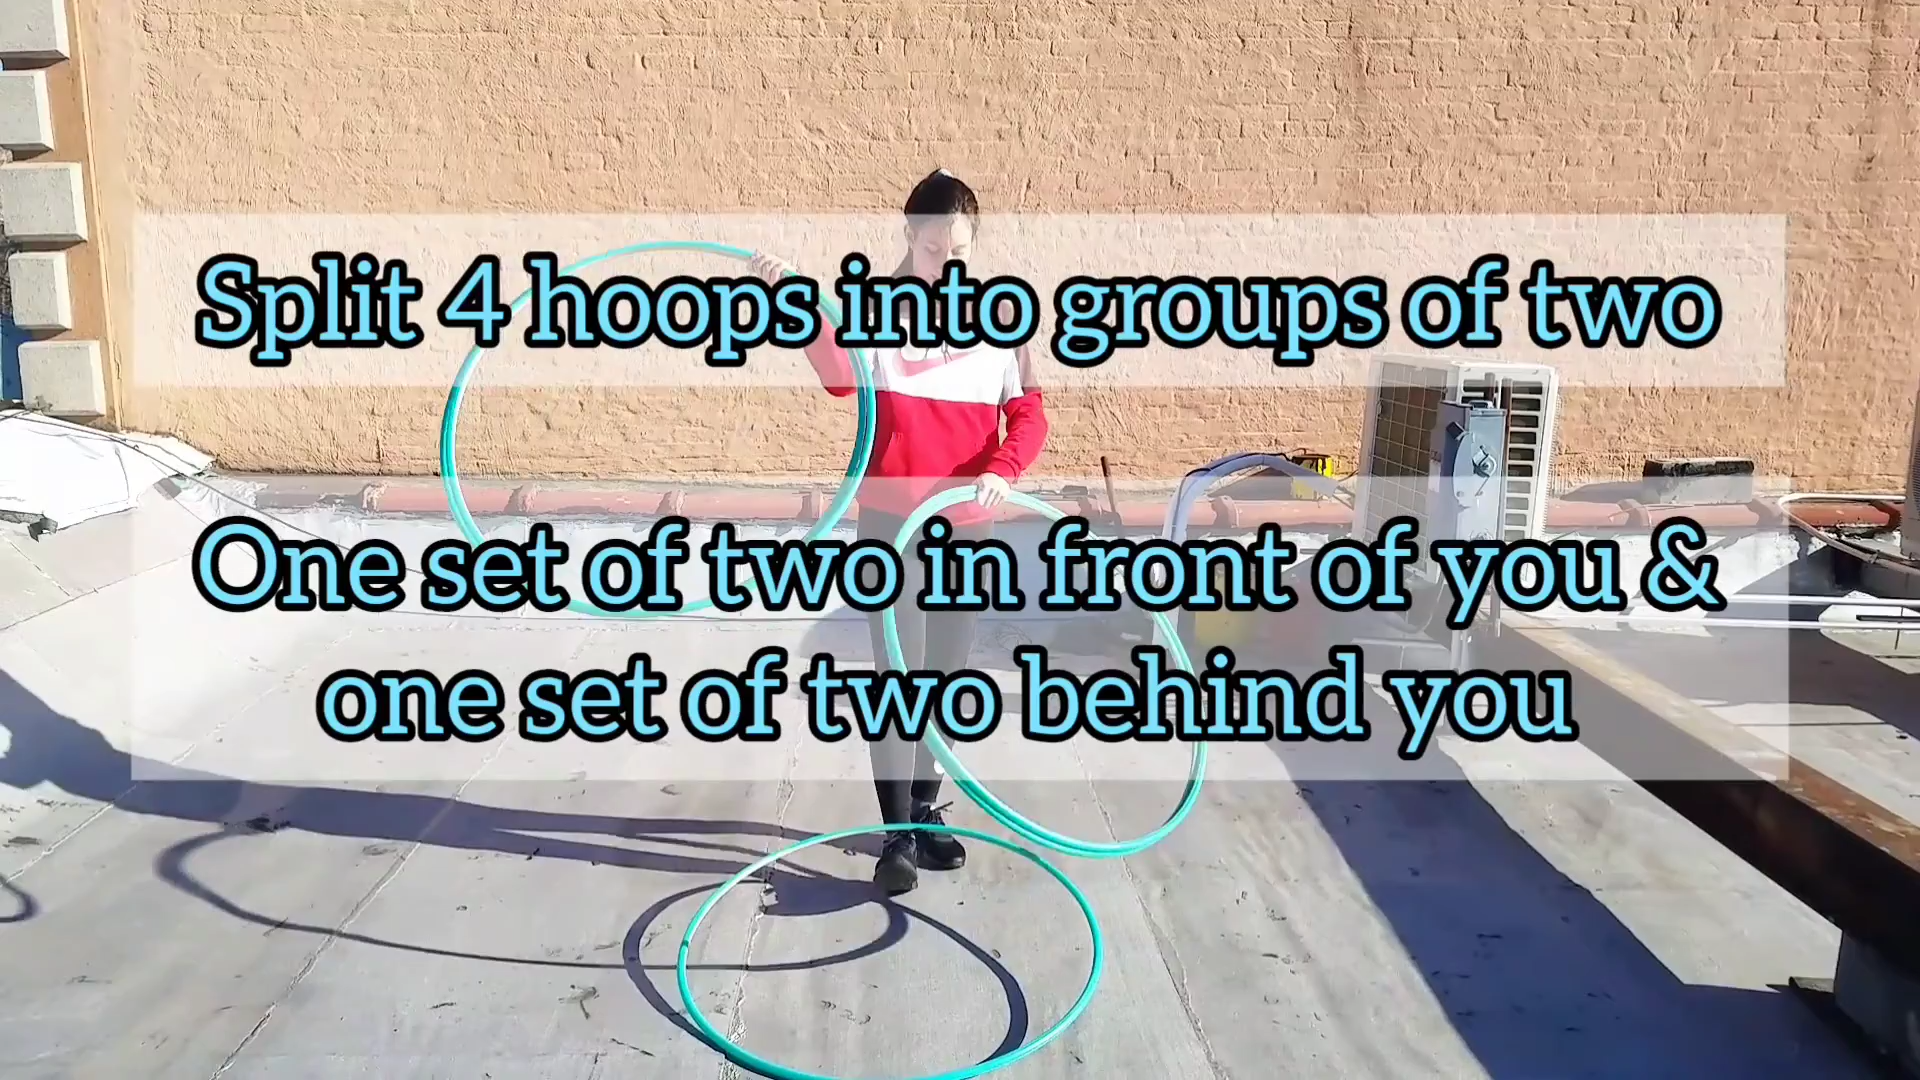 Split 4 hoops into groups of two
One set of two in front of you &
one set of two behind you